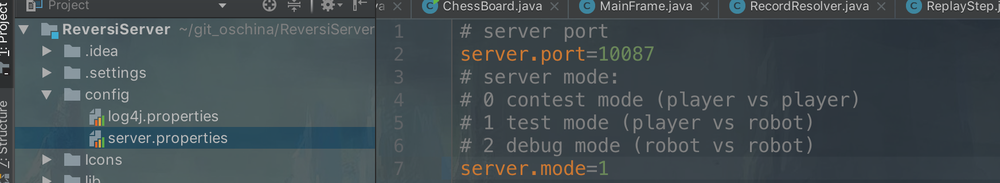 Project
1: Project
Z: Structure
ReversiServer ~/git_oschina/ReversiServer
.idea
.settings
config
log4j.properties
server.properties
Icons
lib
ChessBoard.java
MainFrame.java
RecordResolver.java
ReplayStep.j
1 # server port
2 server.port=10087
3 # server mode:
4 # 0 contest mode (player vs player)
5 # 1 test mode (player vs robot)
6 # 2 debug mode (robot vs robot)
7 server.mode=1